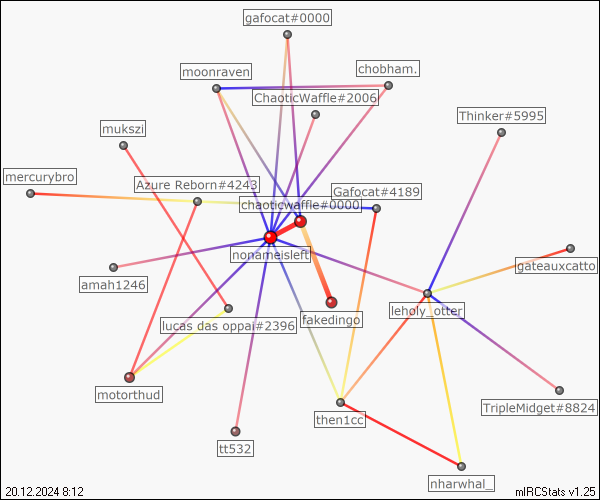 gafocat#0000
moonraven
chobham.
ChaoticWaffle#2006
Thinker#5995
mukszi
mercurybro
Azure Reborn#4243
Gafocat#4189
chaoticwaffle#0000
nonameisleft
gateauxcatto
amah1246
leholy_otter
fakedingo
lucas das oppai#2396
motorthud
TripleMidget#8824
then1cc
tt532
nharwhal_
20.12.2024 8:12
mIRCStats v1.25